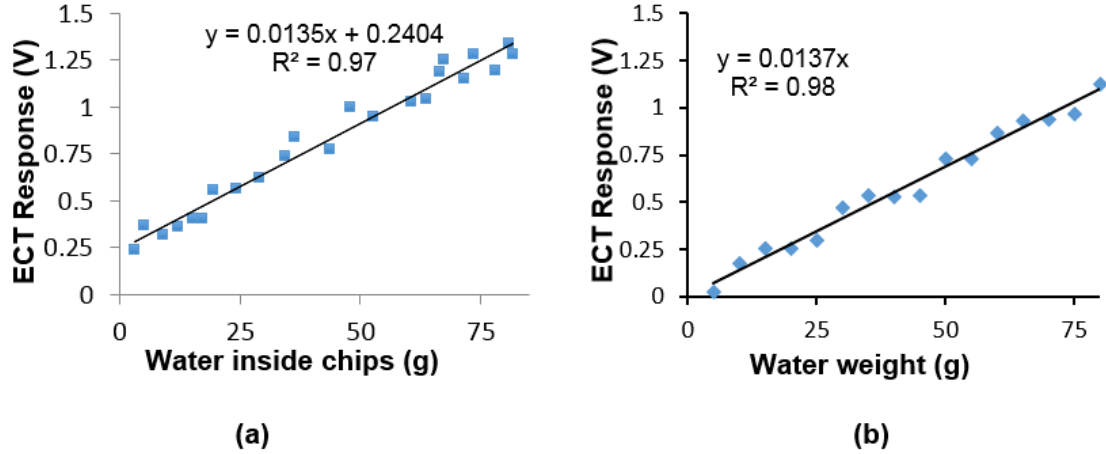 ECT Response (V)
1.5
1.25
1
0.75
0.5
0.25
0
y = 0.0135x + 0.2404
R² = 0.97
0 25 50 75
Water inside chips (g)
(a)
ECT Response (V)
1.5
1.25
1
0.75
0.5
0.25
0
y = 0.0137x
R² = 0.98
0 25 50 75
Water weight (g)
(b)